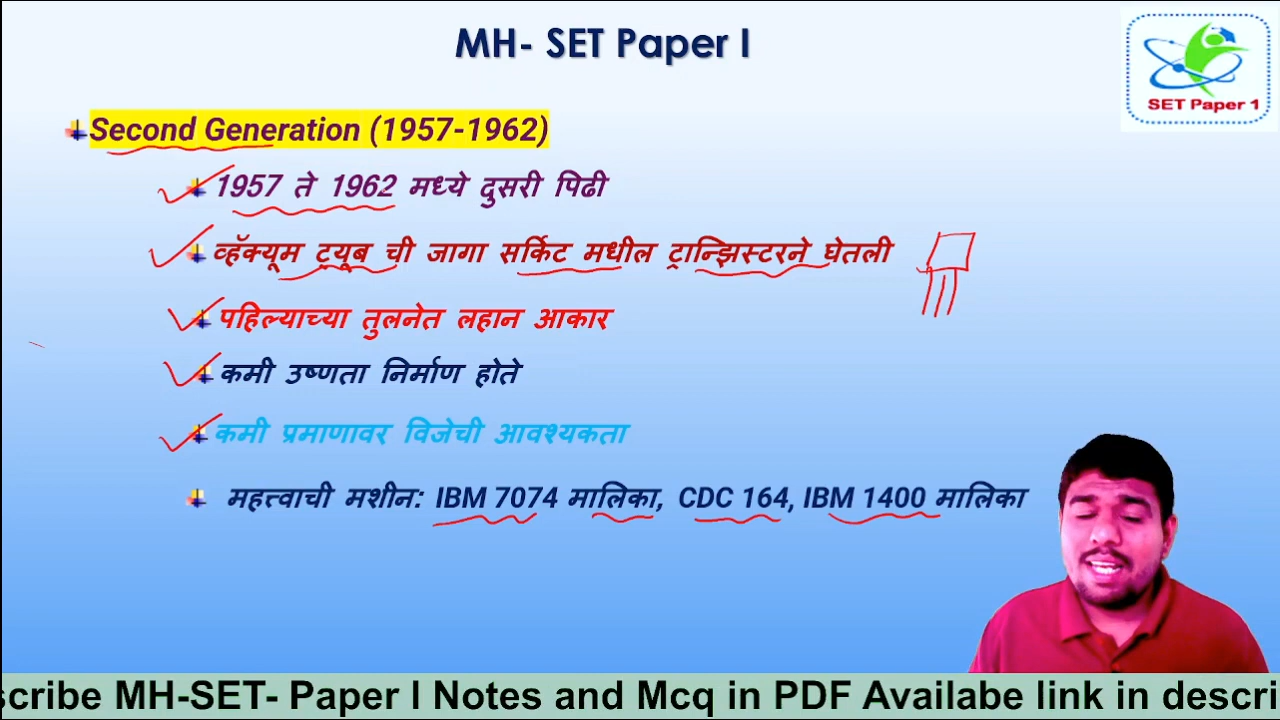 MH- SET Paper I
SET Paper 1
Second Generation (1957-1962)
1957 ते 1962 मध्ये दुसरी पिढी
व्हॅक्यूम ट्रयूब ची जागा सर्किट मधील ट्रान्झिस्टरने घेतली
पहिल्याच्या तुलनेत लहान आकार
कमी उष्णता निर्माण होते
कमी प्रमाणावर विजेची आवश्यकता
महत्त्वाची मशीन: IBM 7074 मालिका, CDC 164, IBM 1400 मालिका
scribe MH-SET- Paper I Notes and Mcq in PDF Availabe link in descri